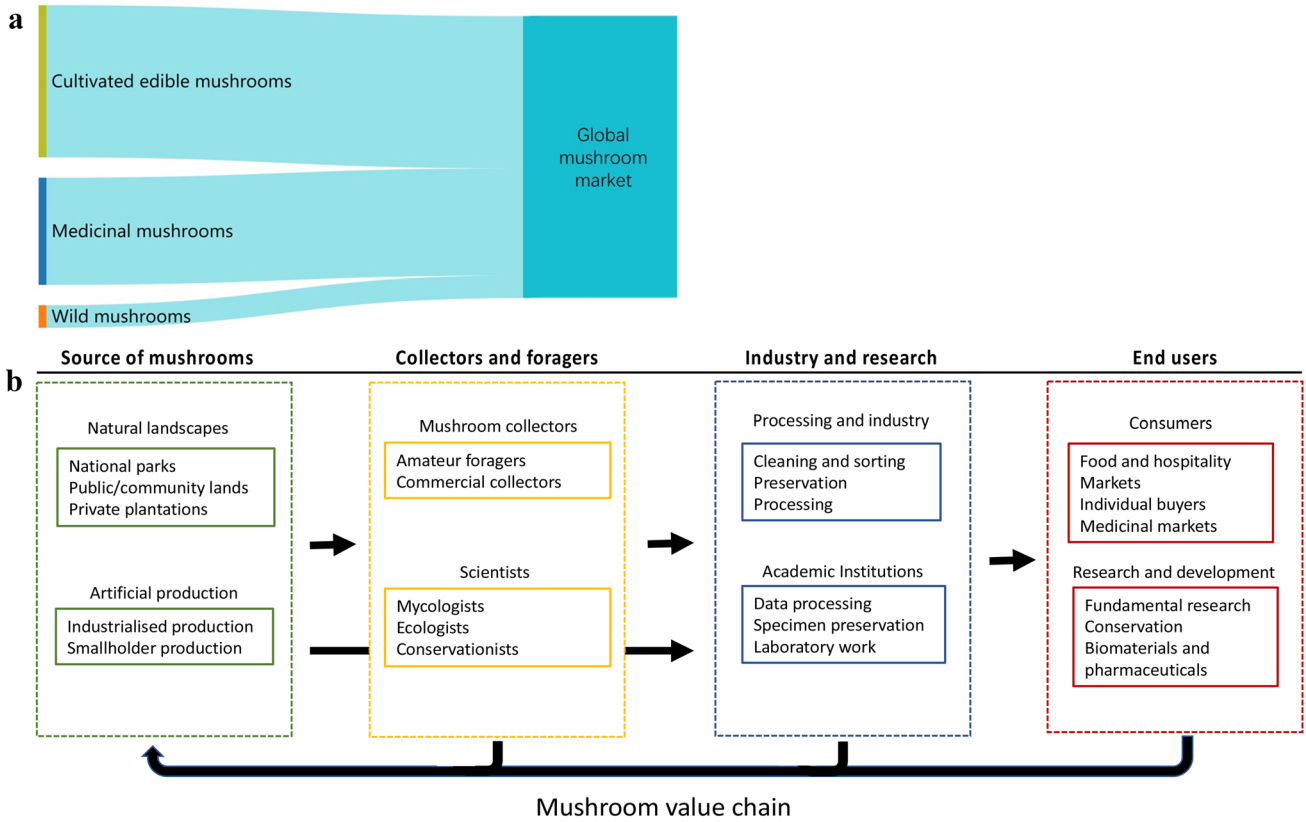 a
Cultivated edible mushrooms
Medicinal mushrooms
Wild mushrooms
Global
mushroom
market
b
Source of mushrooms
Collectors and foragers
Industry and research
End users
Natural landscapes
National parks
Public/community lands
Private plantations
Artificial production
Industrialised production
Smallholder production
Mushroom collectors
Amateur foragers
Commercial collectors
Scientists
Mycologists
Ecologists
Conservationists
Processing and industry
Cleaning and sorting
Preservation
Processing
Academic Institutions
Data processing
Specimen preservation
Laboratory work
Consumers
Food and hospitality
Markets
Individual buyers
Medicinal markets
Research and development
Fundamental research
Conservation
Biomaterials and
pharmaceuticals
Mushroom value chain